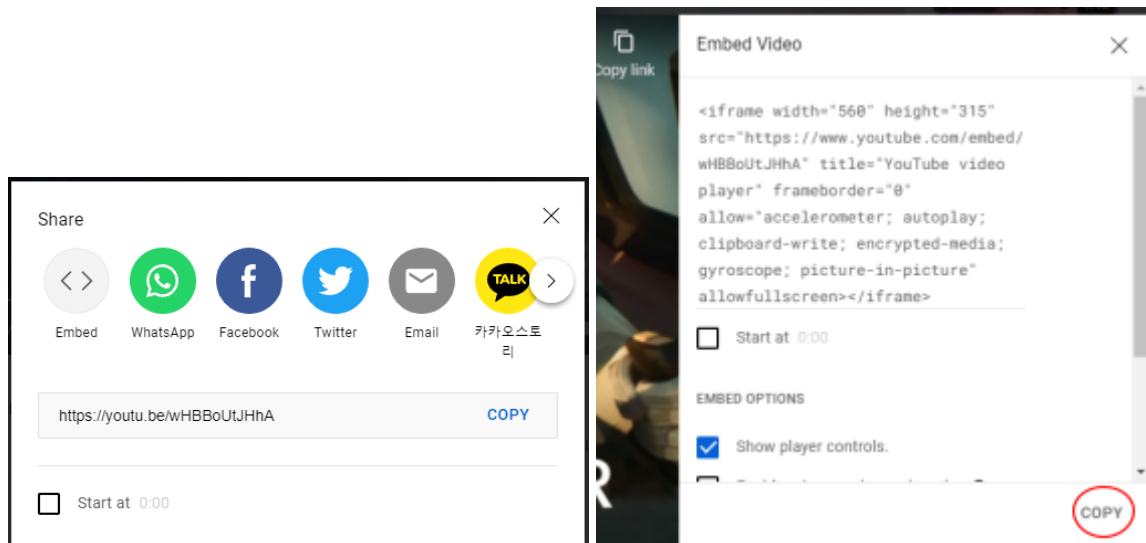 Share
Embed
WhatsApp
Facebook
Twitter
Email
TALK
카카오스토
리
https://youtu.be/wHBBoUtJHhA
COPY
Start at 0:00
Copy link
Embed Video
<iframe width="560" height="315"
src="https://www.youtube.com/embed/
wHBBoUtJHhA" title="YouTube video
player" frameborder="0"
allow="accelerometer; autoplay;
clipboard-write; encrypted-media;
gyroscope; picture-in-picture"
allowfullscreen></iframe>
Start at 0:00
EMBED OPTIONS
Show player controls.
COPY
R